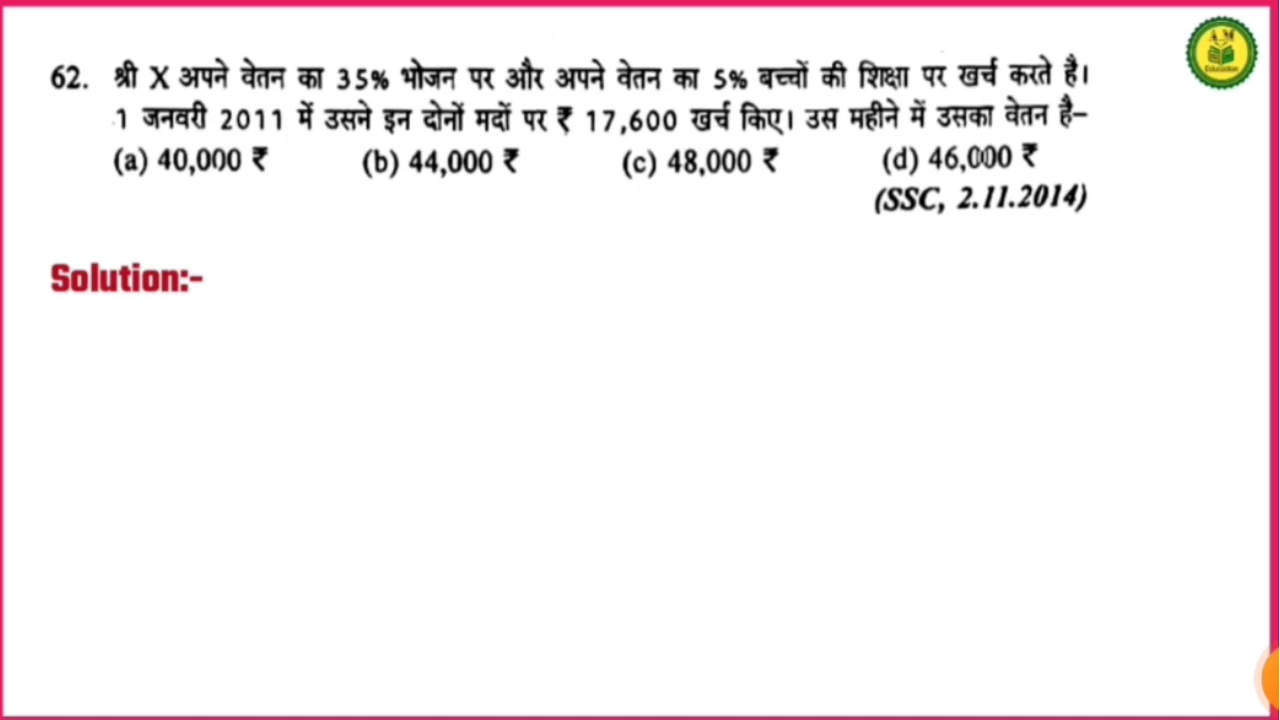 62. श्री X अपने वेतन का 35% भोजन पर और अपने वेतन का 5% बच्चों की शिक्षा पर खर्च करते है।
1 जनवरी 2011 में उसने इन दोनों मदों पर ₹ 17,600 खर्च किए। उस महीने में उसका वेतन है–
(a) 40,000 ₹ (b) 44,000 ₹ (c) 48,000 ₹ (d) 46,000 ₹
(SSC, 2.11.2014)
Solution:-
Education